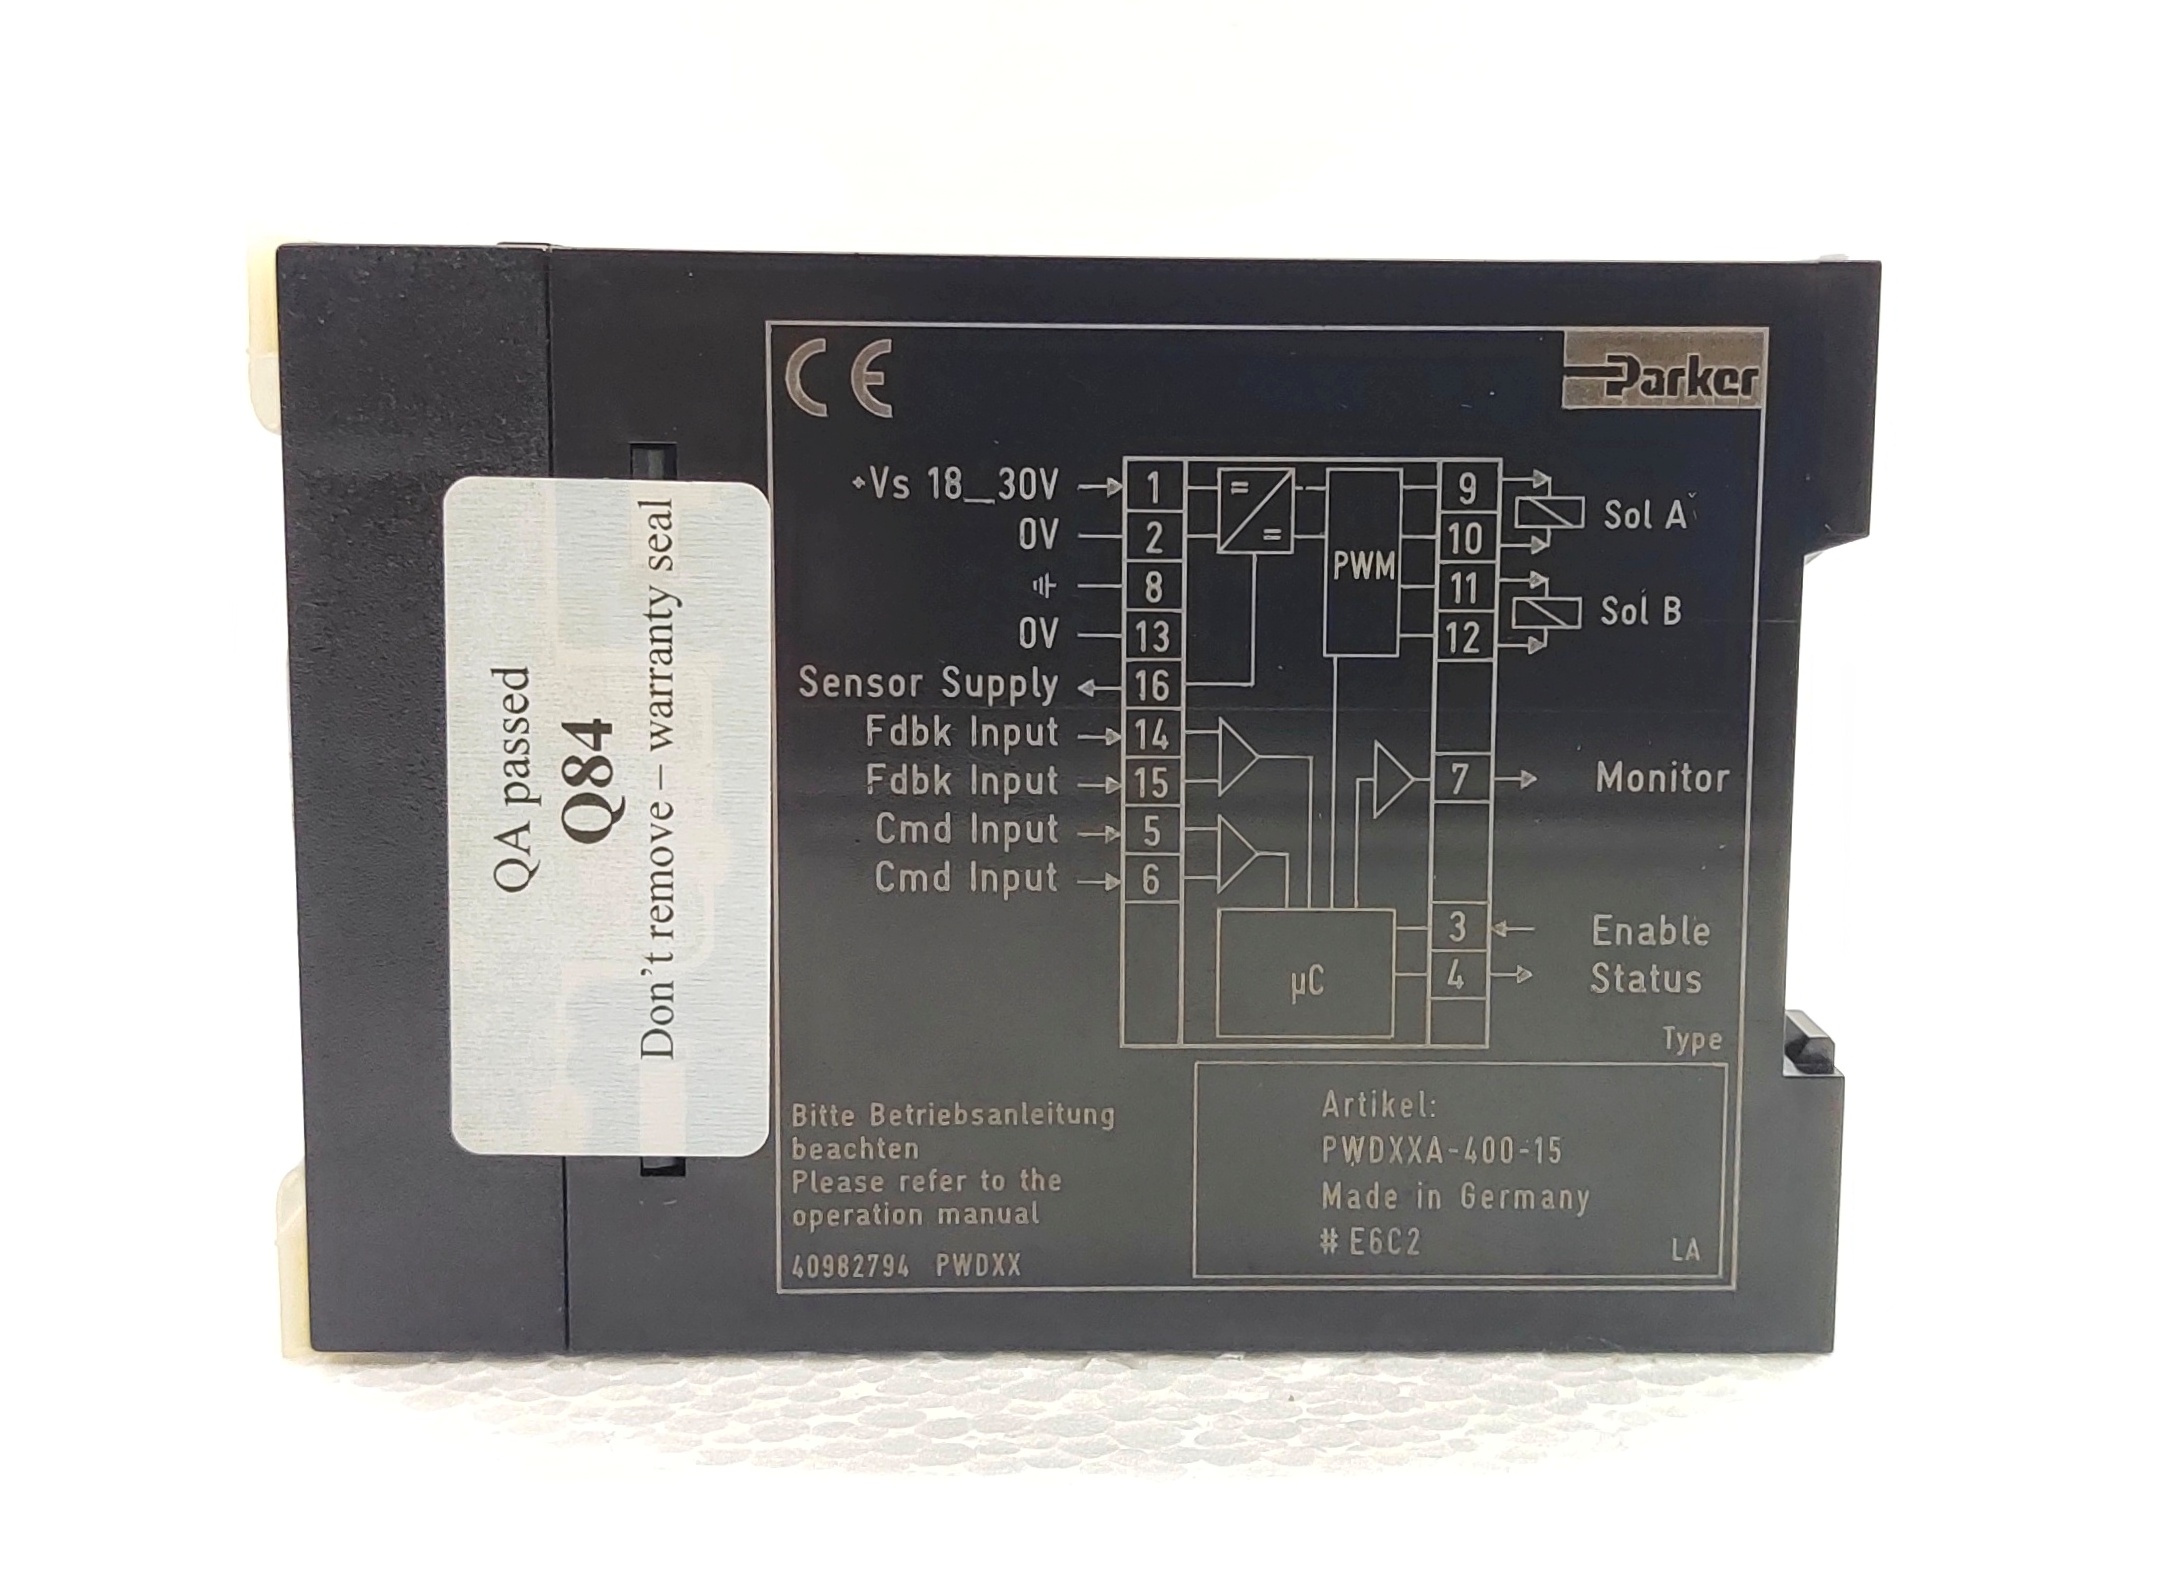 CE
Parker
+Vs 18_30V 1 9 Sol A
0V 2 10
PWM
8 11 Sol B
0V 13 12
Sensor Supply 16
Fdbk Input 14
Fdbk Input 15 7 Monitor
Cmd Input 5
Cmd Input 6
3 Enable
µC 4 Status
Type
Bitte Betriebsanleitung
beachten
Please refer to the
operation manual
40982794 PWDXX
Artikel:
PWDXXA-400-15
Made in Germany
#E6C2 LA
QA passed
Q84
Don't remove – warranty seal